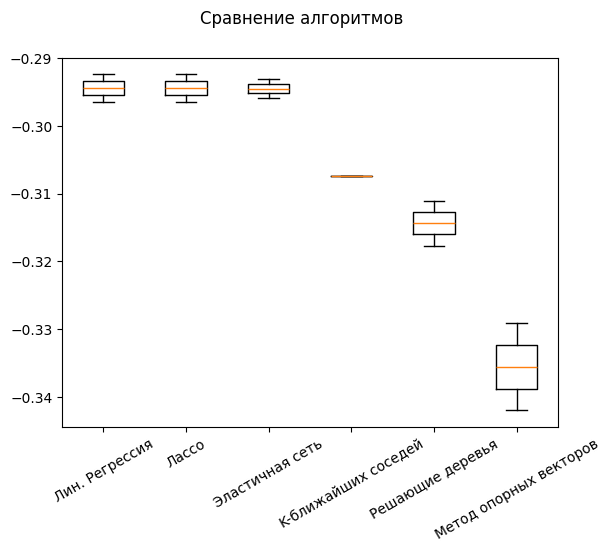 Сравнение алгоритмов
−0.29
−0.30
−0.31
−0.32
−0.33
−0.34
Лин. Регрессия
Лассо
Эластичная сеть
К-ближайших соседей
Решающие деревья
Метод опорных векторов